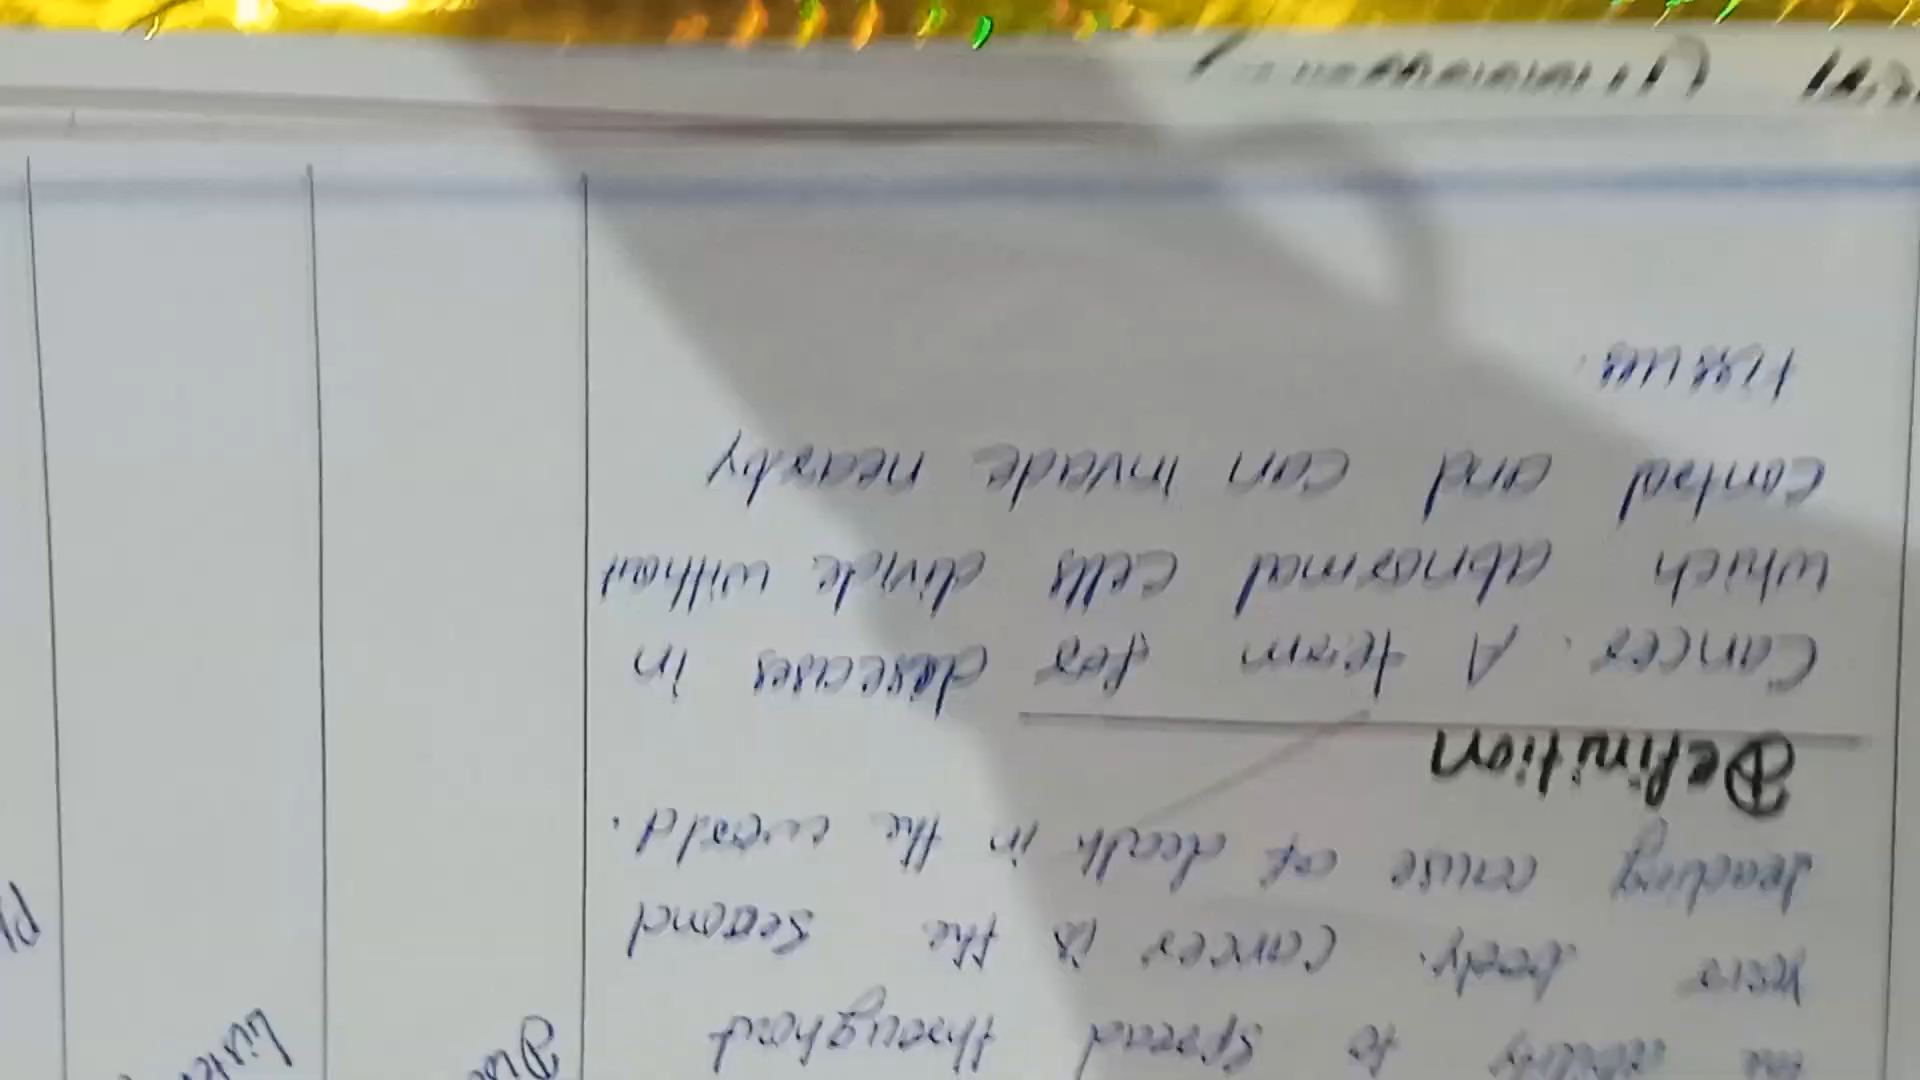 the ability to spread throughout
your body. Cancer is the second
leading cause of death in the world.
Definition
Cancer. A term for diseases in
which abnormal cells divide without
control and can invade nearby
tissues.